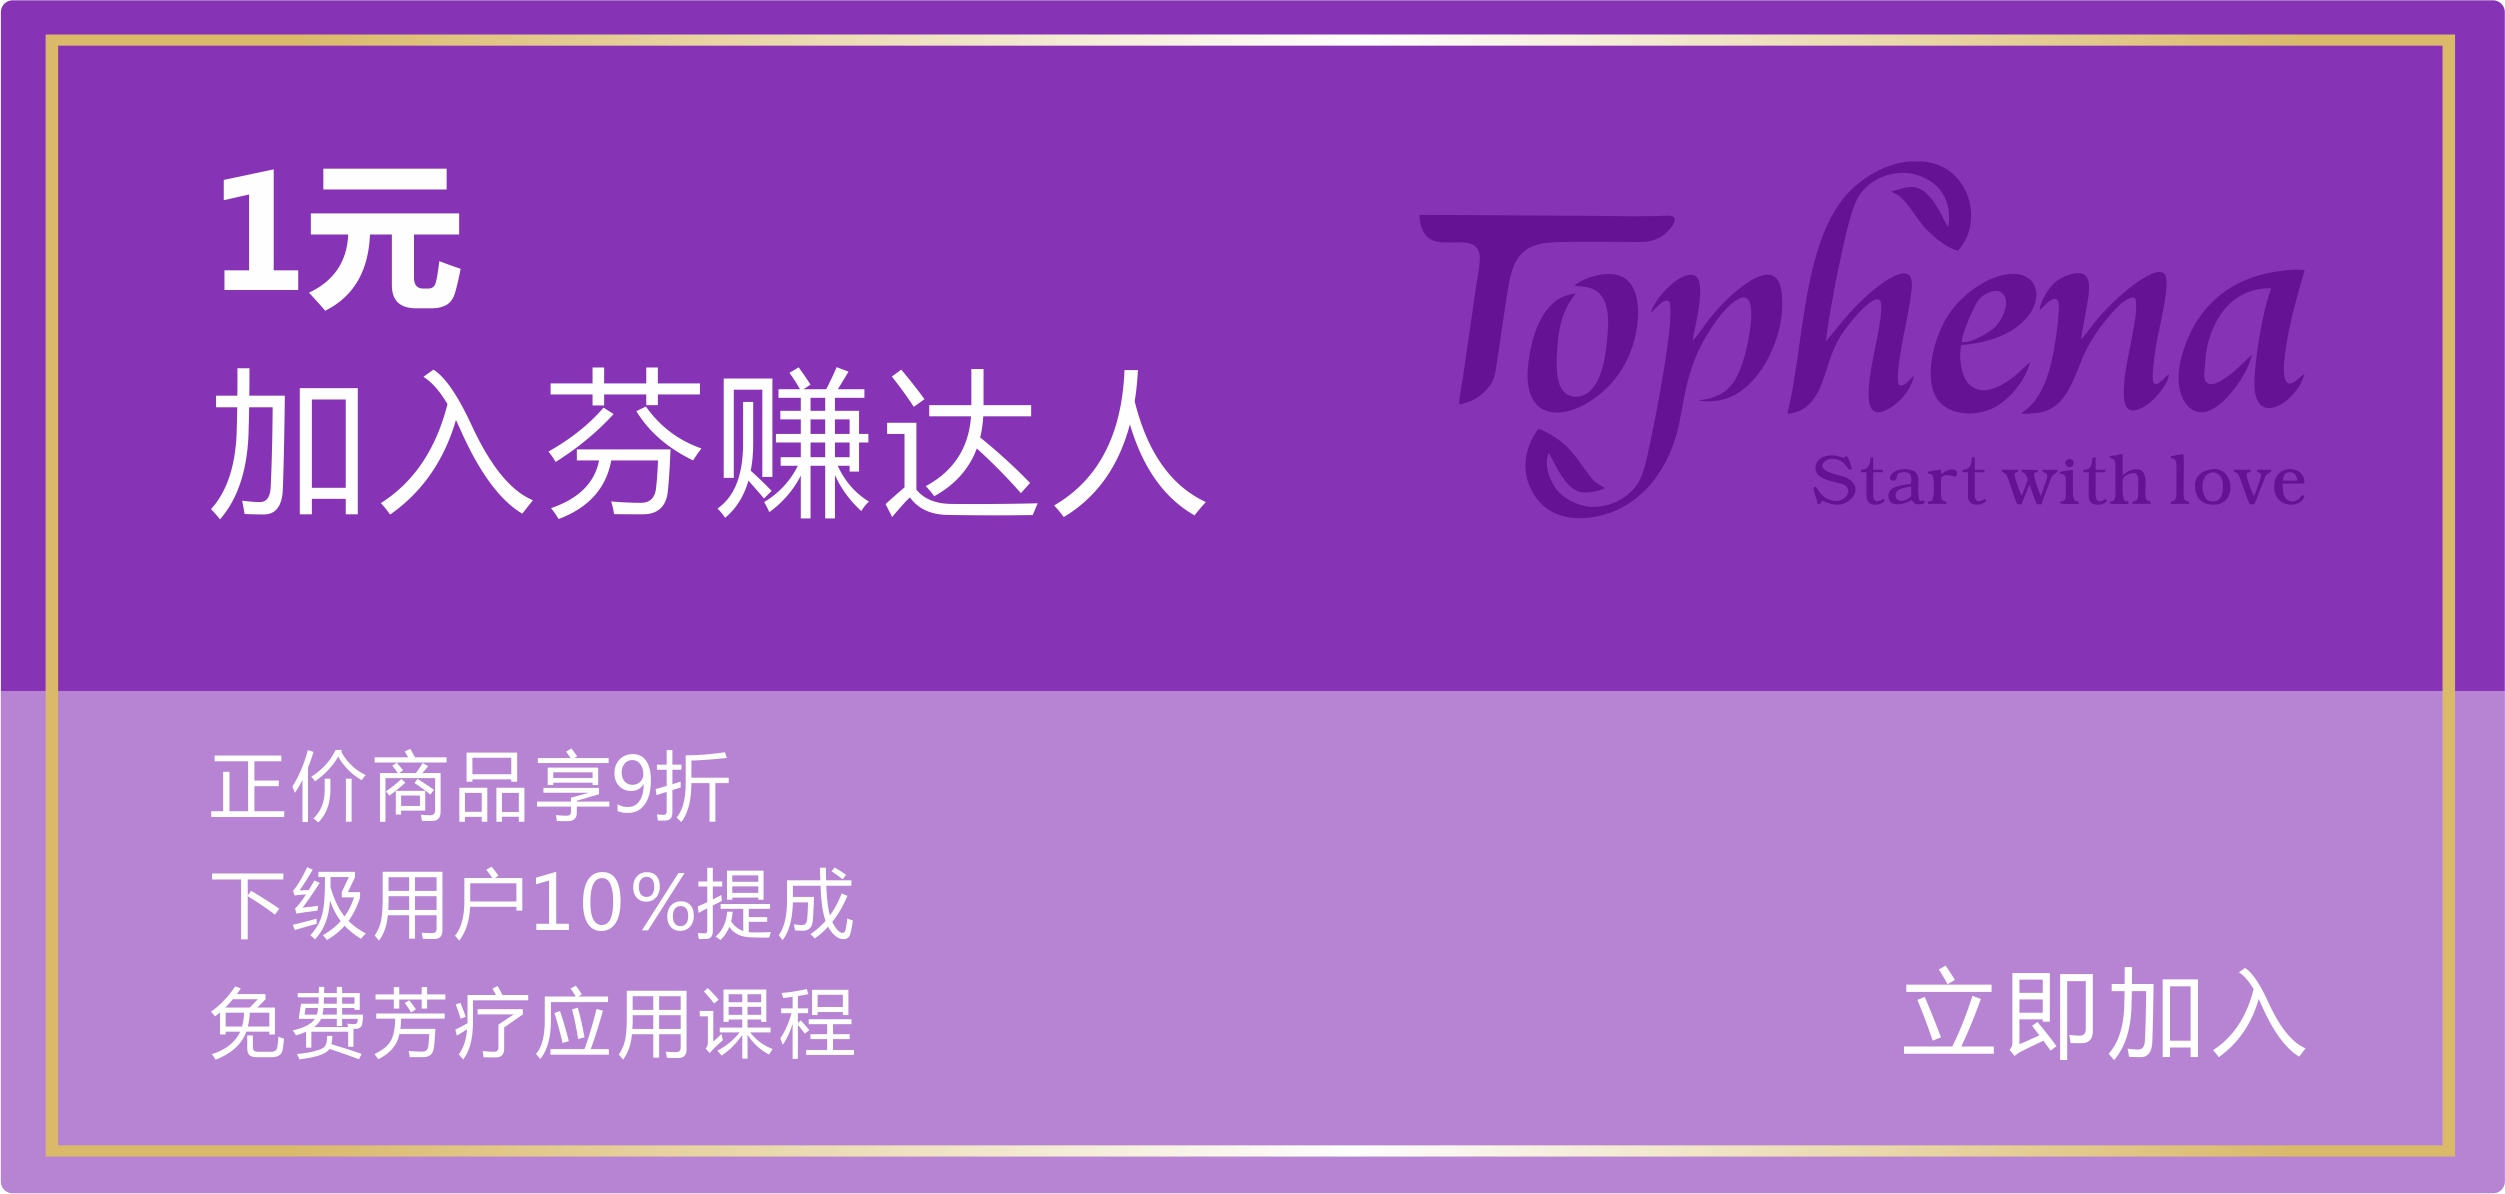 1元
加入芬赚达人
Tophena
start with love
正价商品享9折
下级用户10%提成
免费芳疗应用课程
立即加入